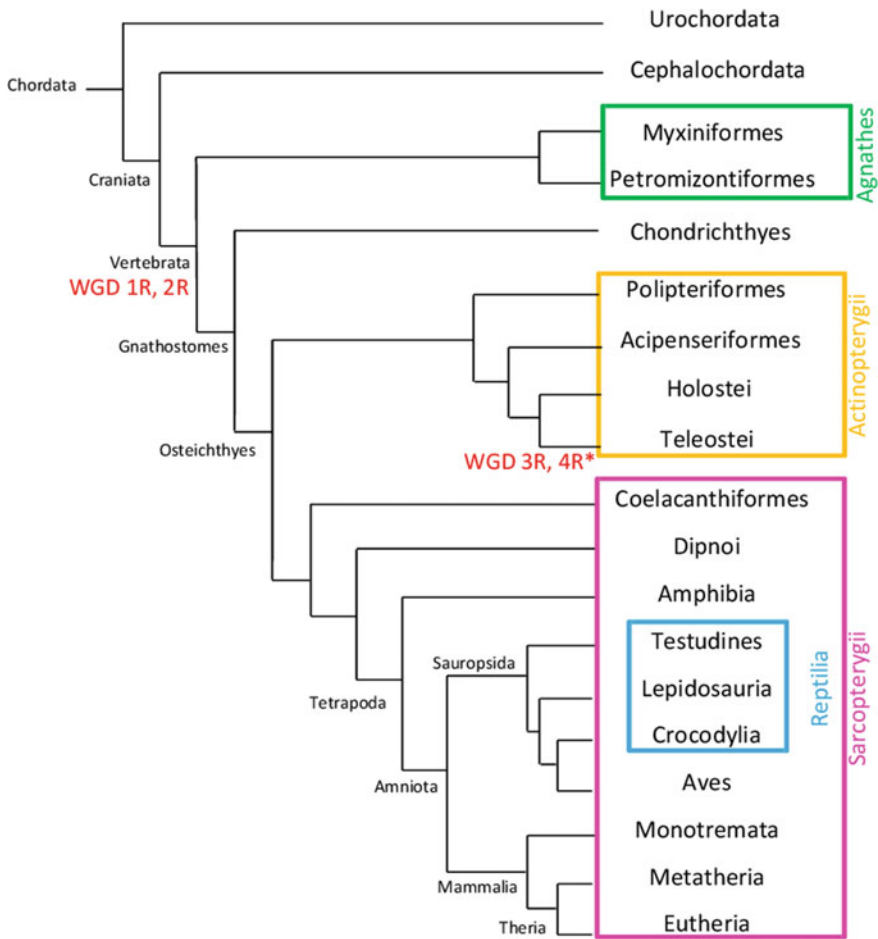 Urochordata
Cephalochordata
Chordata
Myxiniformes
Petromizontiformes
Agnathes
Craniata
Chondrichthyes
Vertebrata
WGD 1R, 2R
Polipteriformes
Acipenseriformes
Holostei
Teleostei
Actinopterygii
Gnathostomes
Osteichthyes
WGD 3R, 4R*
Coelacanthiformes
Dipnoi
Amphibia
Testudines
Lepidosauria
Crocodylia
Reptilia
Sarcopterygii
Sauropsida
Tetrapoda
Aves
Amniota
Monotremata
Metatheria
Eutheria
Mammalia
Theria